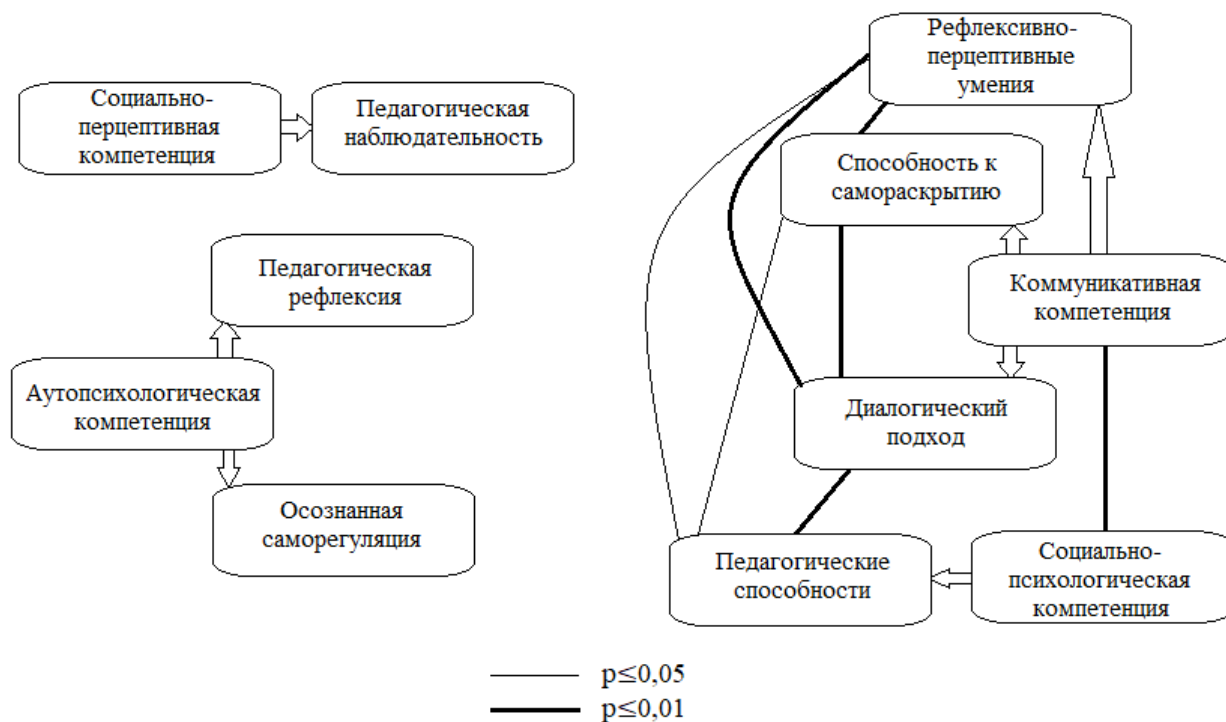 Социально-
перцептивная
компетенция
Педагогическая
наблюдательность
Педагогическая
рефлексия
Аутопсихологическая
компетенция
Осознанная
саморегуляция
Рефлексивно-
перцептивные
умения
Способность к
самораскрытию
Коммуникативная
компетенция
Диалогический
подход
Педагогические
способности
Социально-
психологическая
компетенция
p≤0,05
p≤0,01